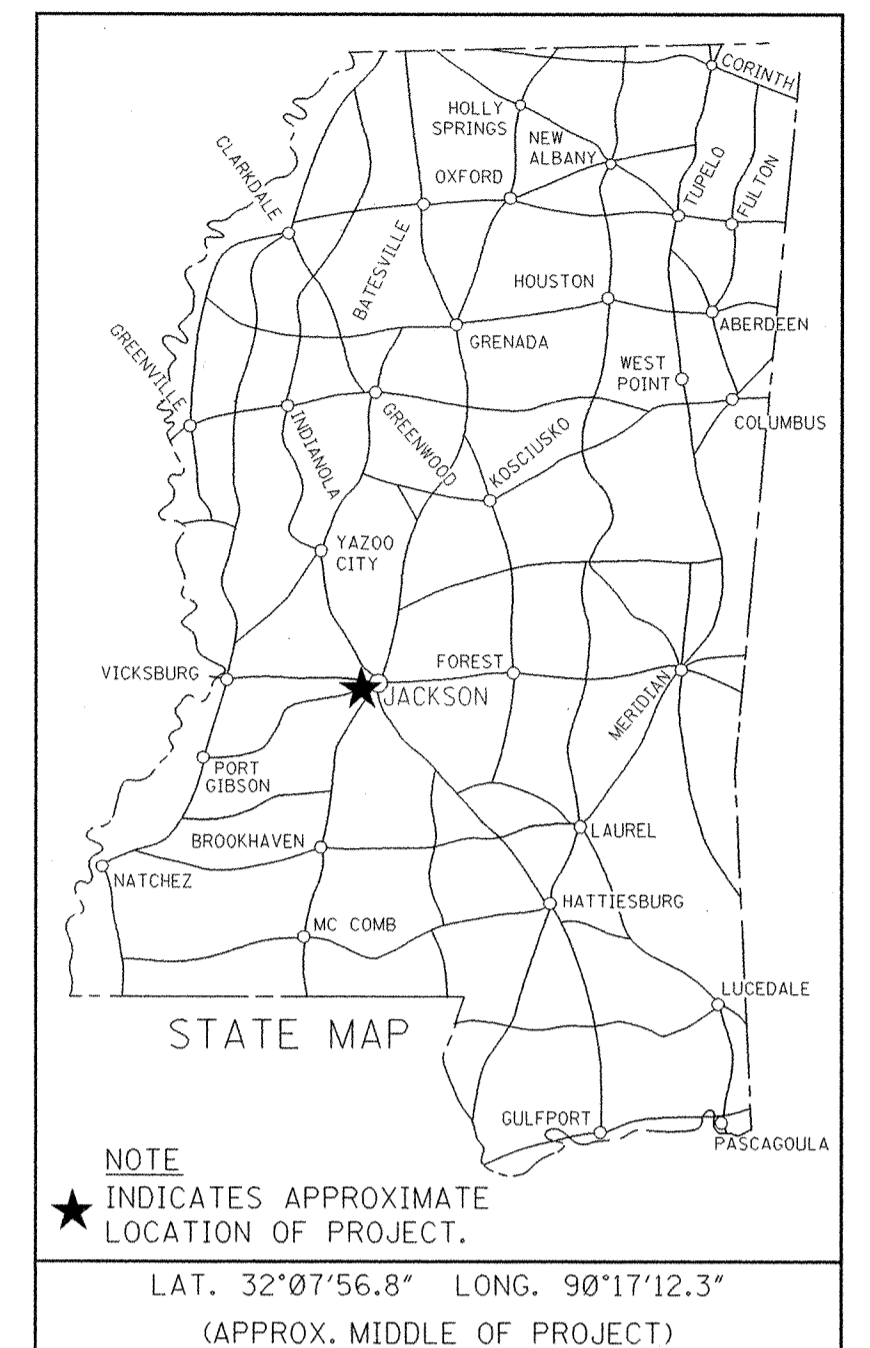 CORINTH
HOLLY
SPRINGS
NEW
ALBANY
CLARKDALE
OXFORD
TUPELO
FULTON
BATESVILLE
HOUSTON
ABERDEEN
GRENADA
GREENVILLE
WEST
POINT
COLUMBUS
INDIANOLA
GREENWOOD
KOSCIUSKO
YAZOO
CITY
VICKSBURG
FOREST
JACKSON
MERIDIAN
PORT
GIBSON
BROOKHAVEN
LAUREL
NATCHEZ
HATTIESBURG
MC COMB
LUCEDALE
STATE MAP
GULFPORT
PASCAGOULA
NOTE
INDICATES APPROXIMATE
LOCATION OF PROJECT.
LAT. 32°07'56.8" LONG. 90°17'12.3"
(APPROX. MIDDLE OF PROJECT)